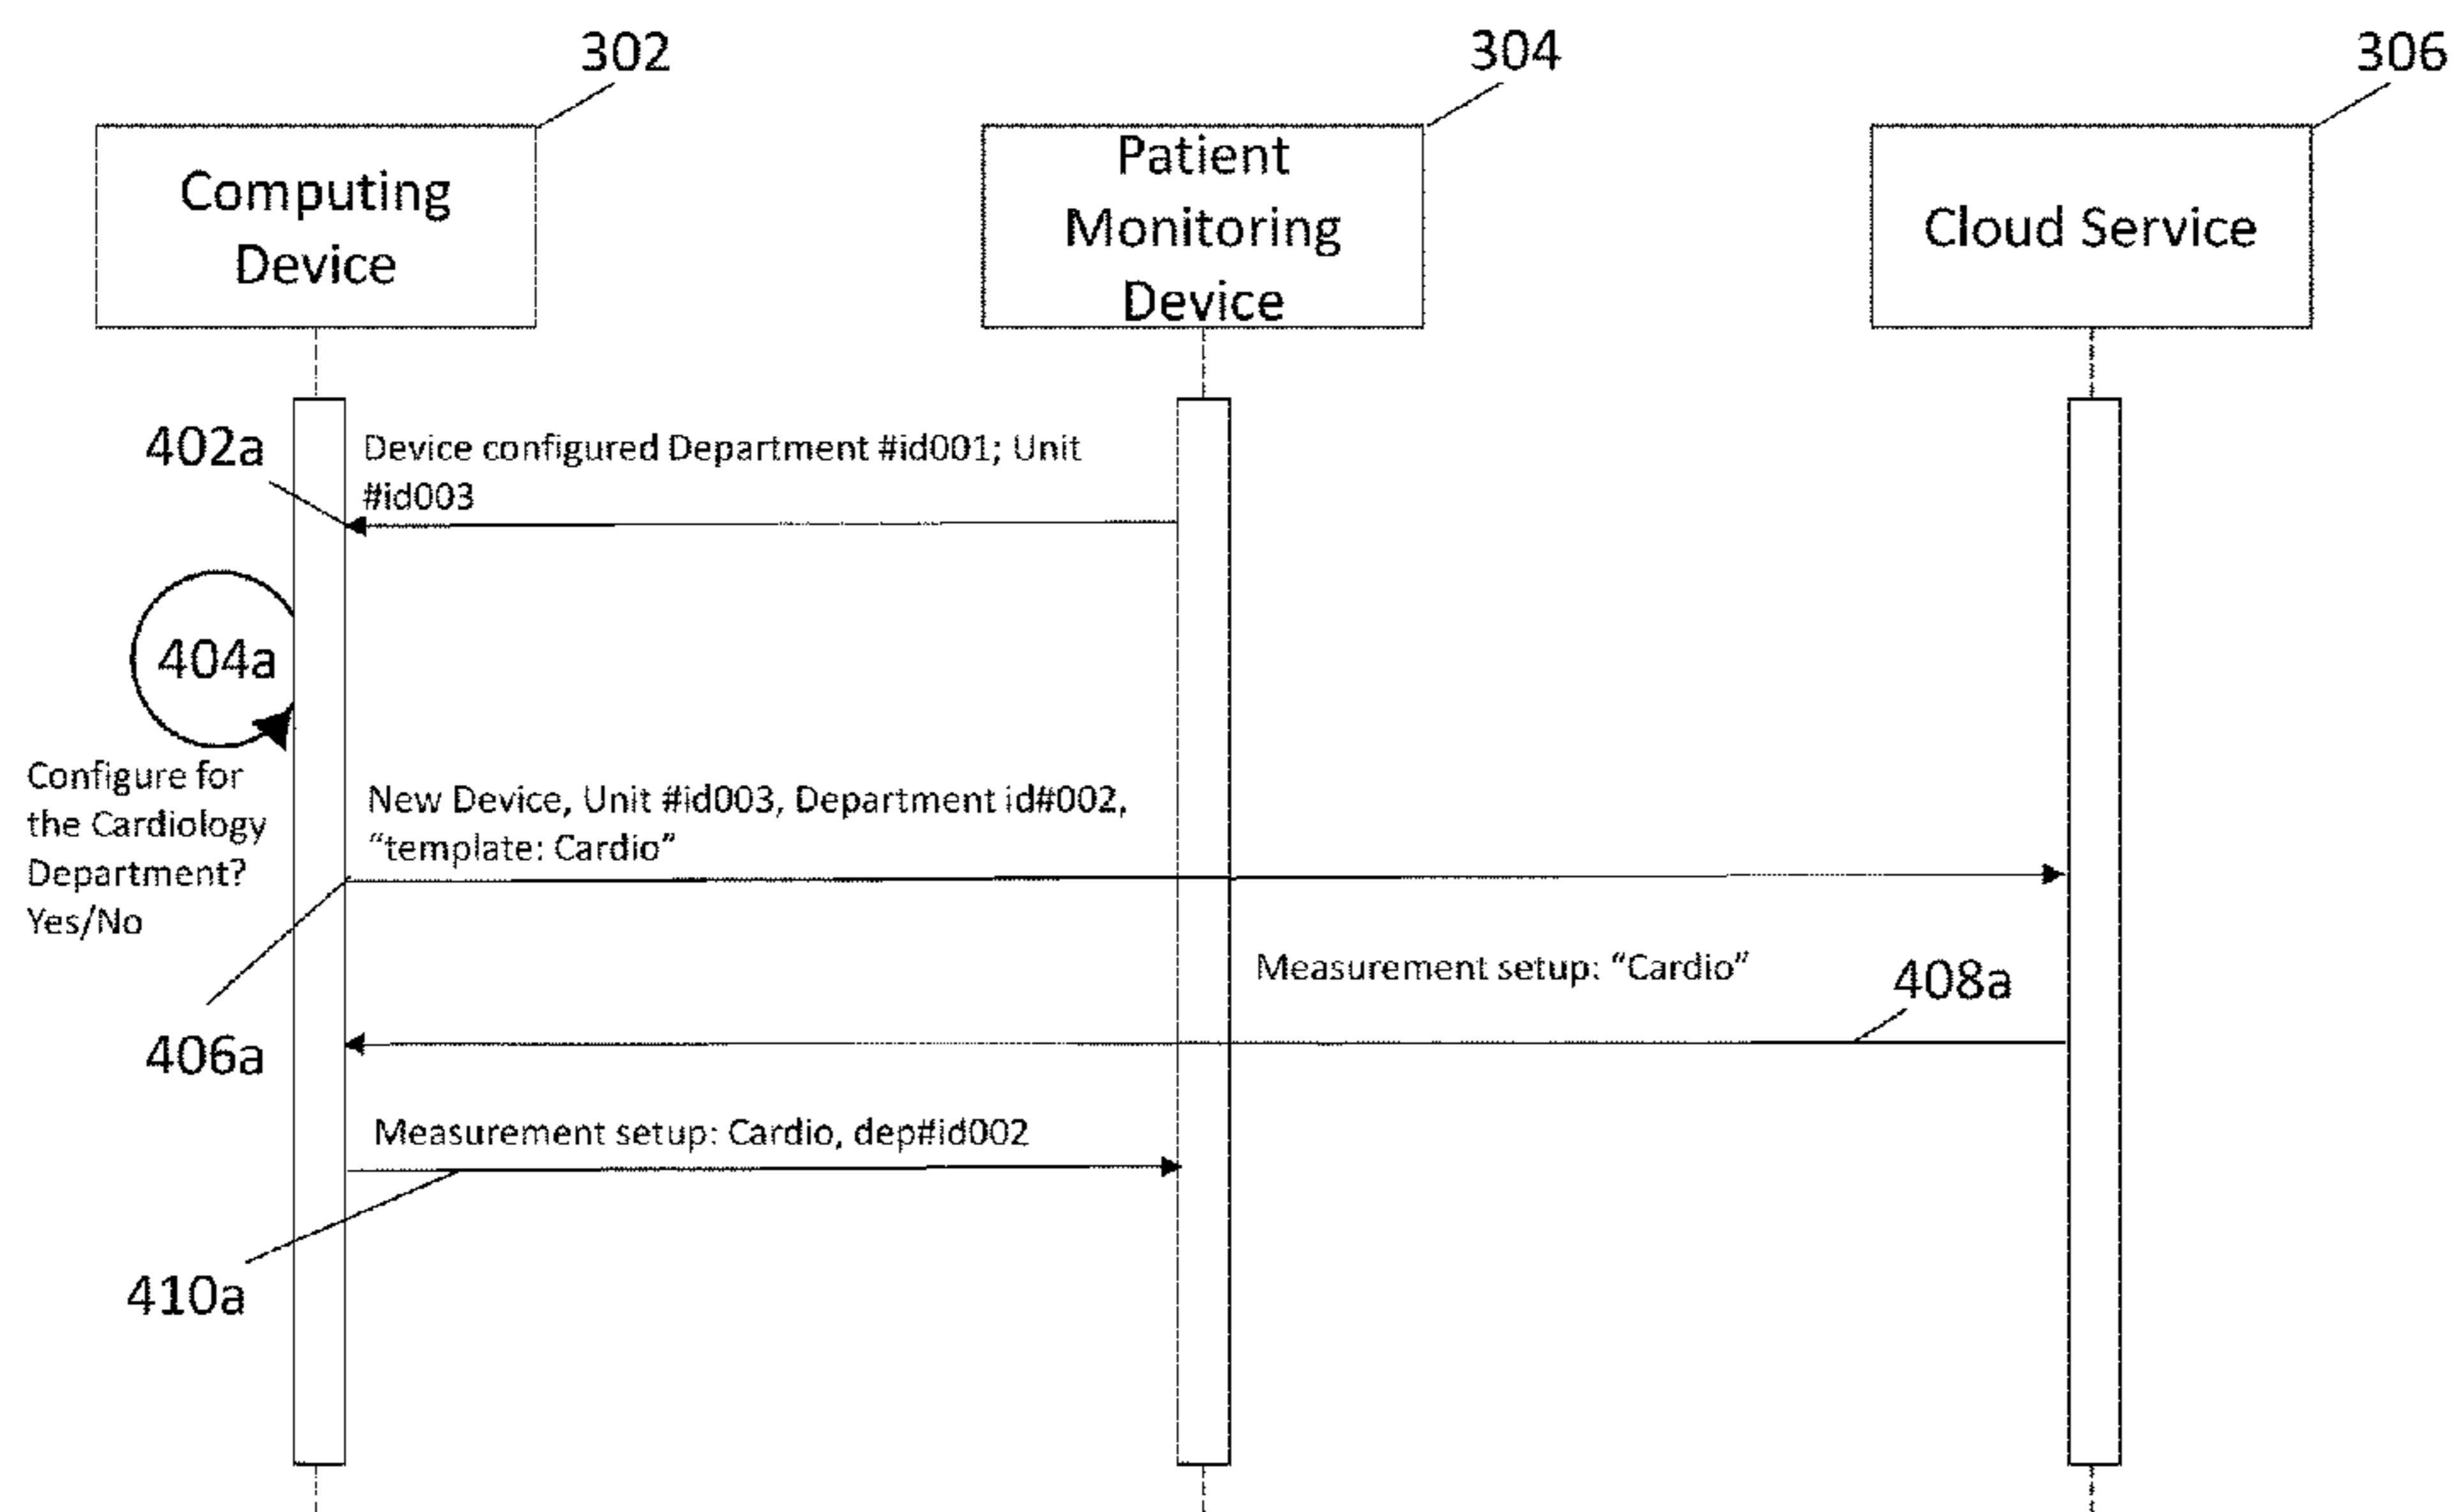 302
304
306
Computing
Device
Patient
Monitoring
Device
Cloud Service
402a
Device configured Department #id001; Unit
#id003
404a
Configure for
the Cardiology
Department?
Yes/No
New Device, Unit #id003, Department id#002,
“template: Cardio”
406a
Measurement setup: “Cardio”
408a
Measurement setup: Cardio, dep#id002
410a